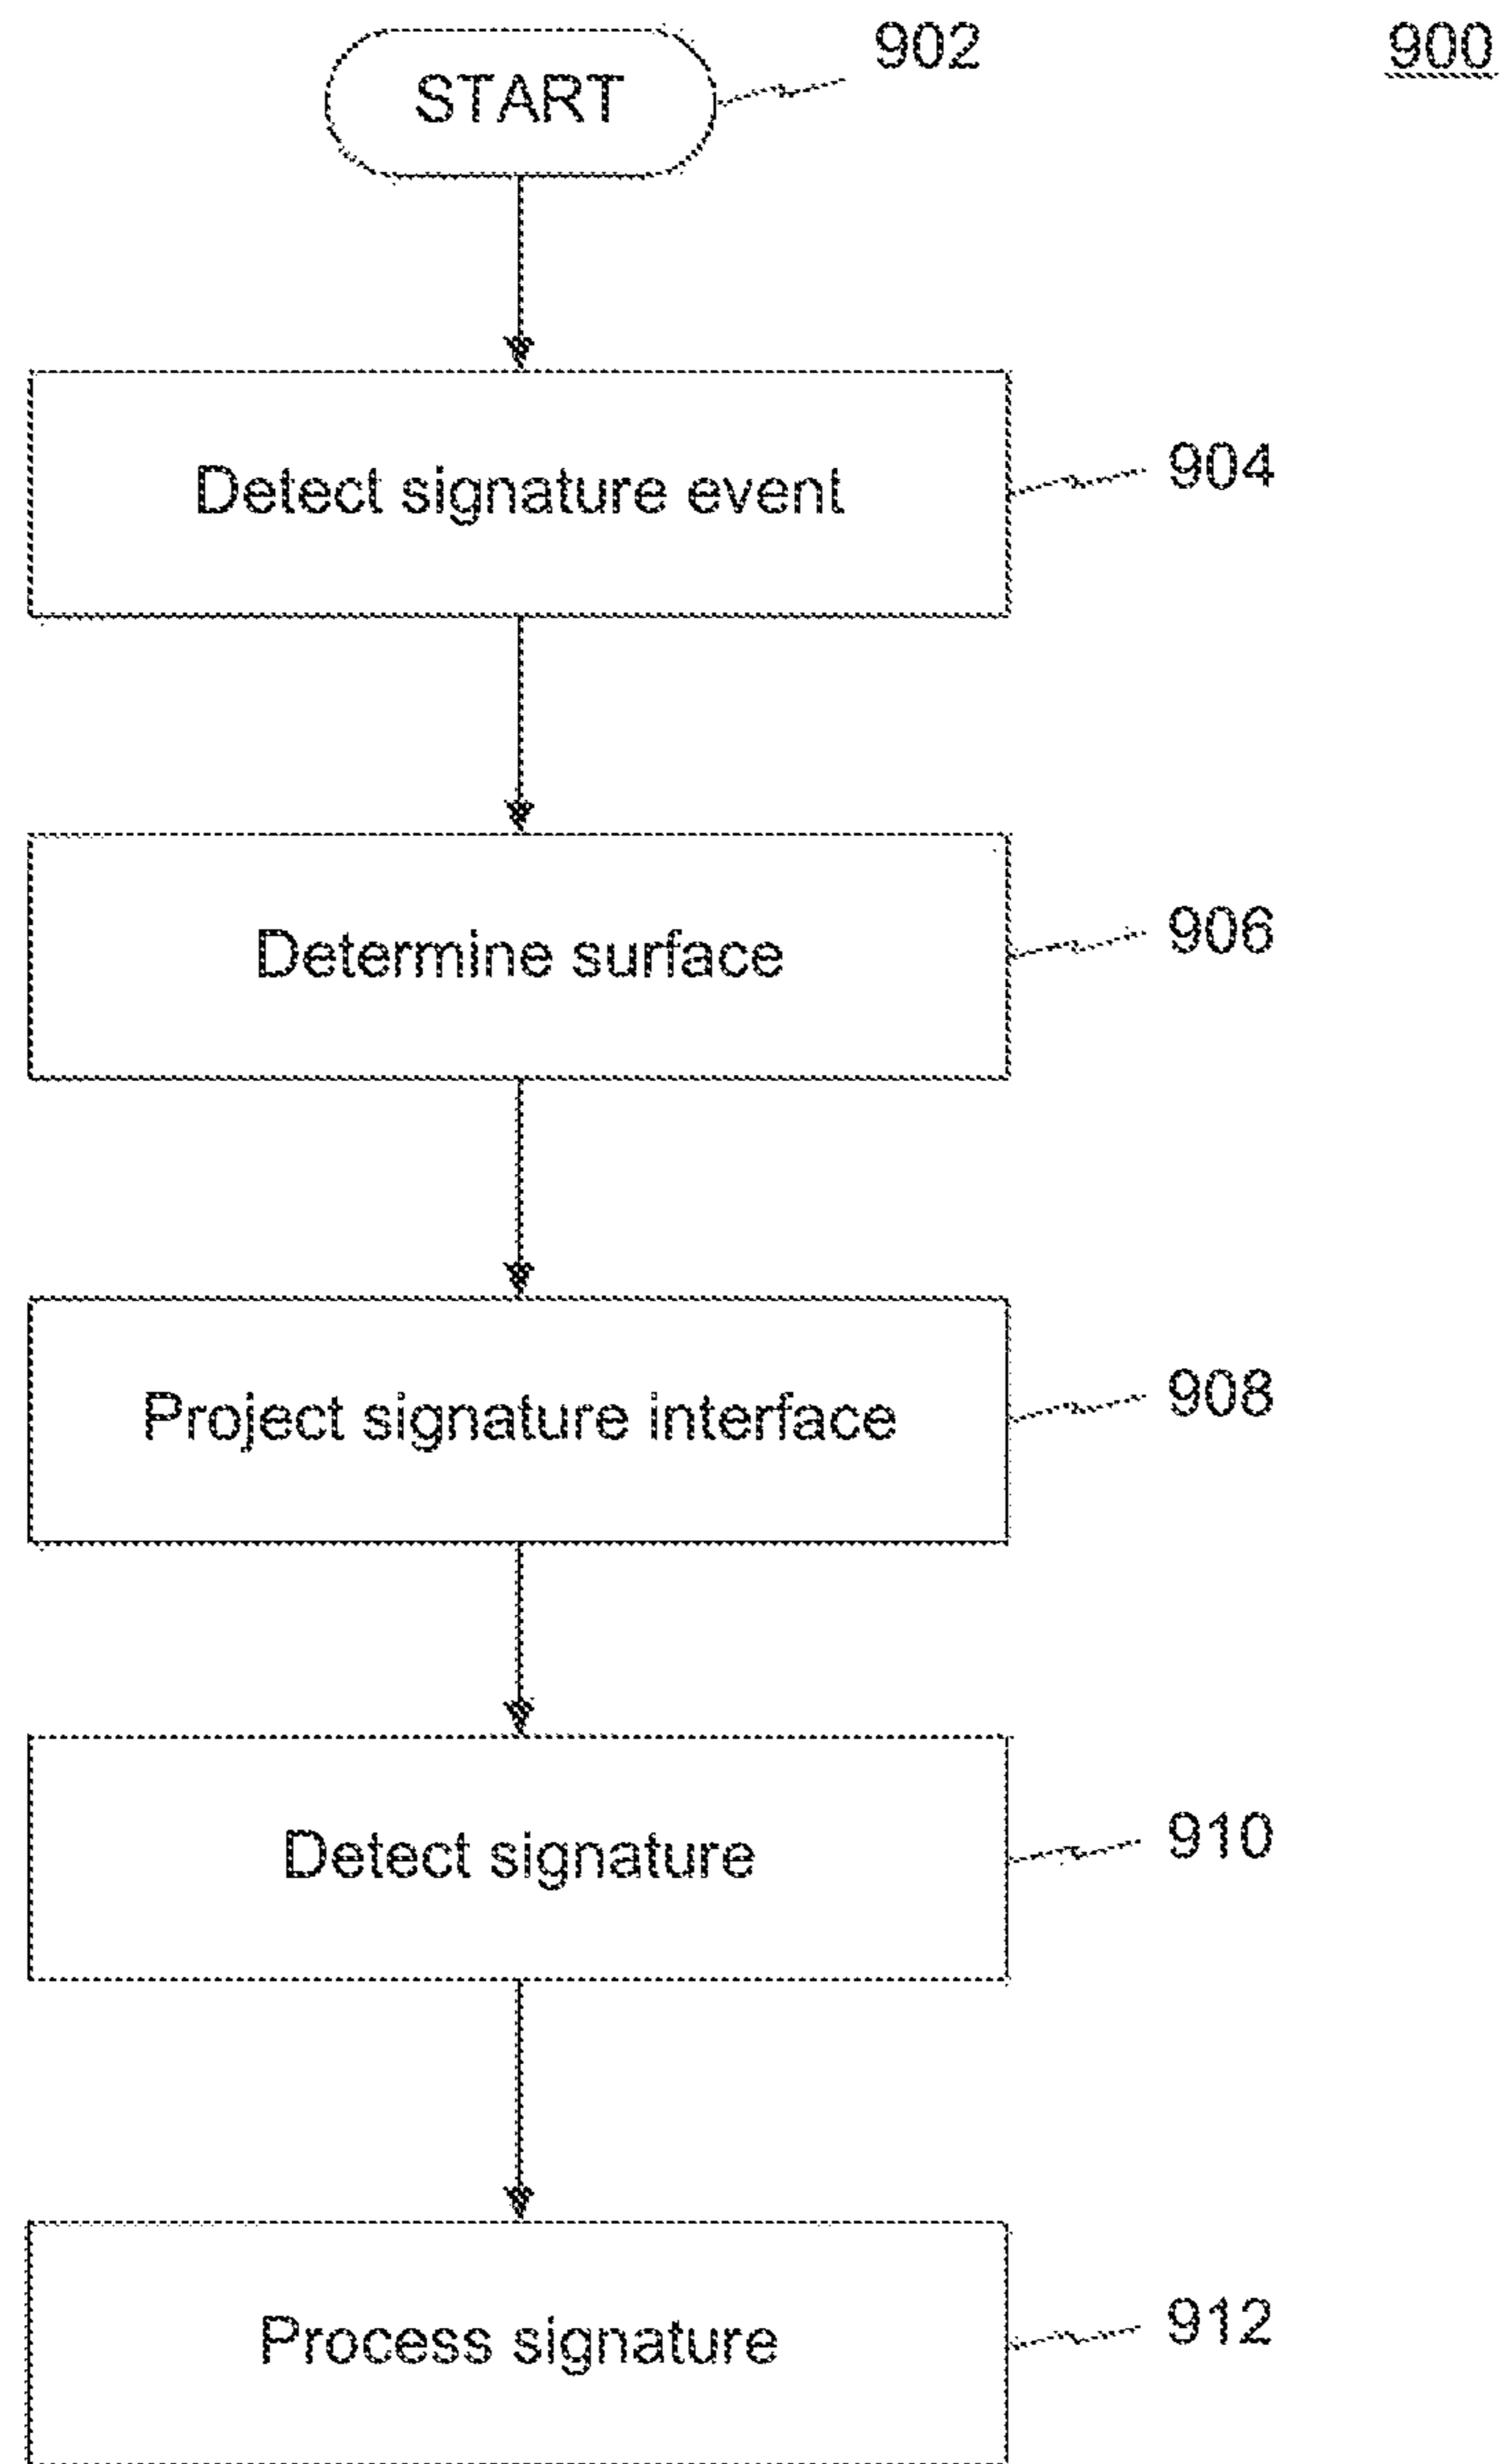 START 902 900
Detect signature event 904
Determine surface 906
Project signature interface 908
Detect signature 910
Process signature 912